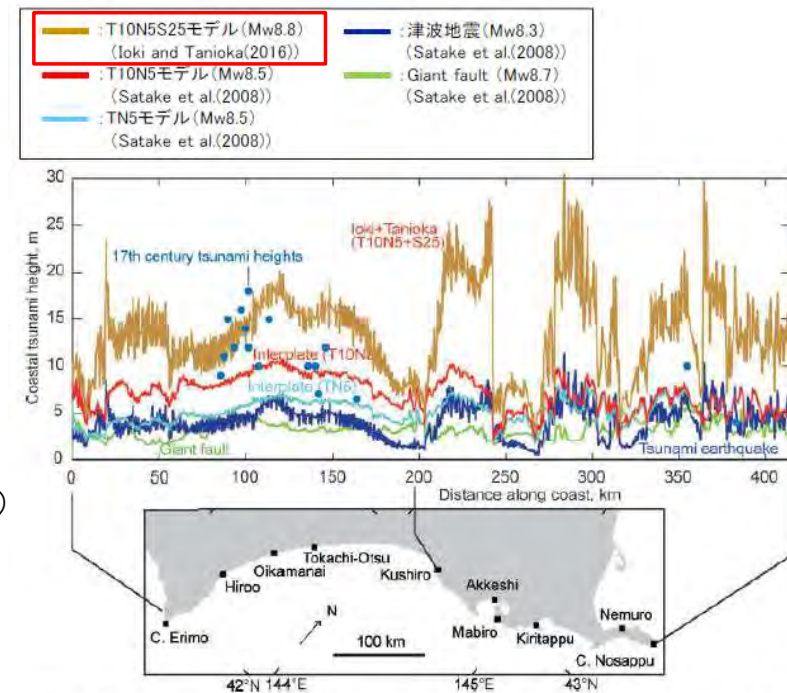 : T10N5S25モデル(Mw8.8)
(Ioki and Tanioka(2016))
: T10N5モデル(Mw8.5)
(Satake et al.(2008))
: TN5モデル(Mw8.5)
(Satake et al.(2008))
: 津波地震(Mw8.3)
(Satake et al.(2008))
: Giant fault (Mw8.7)
(Satake et al.(2008))
Coastal tsunami height, m
30
25
20
15
10
5
0
Ioki+Tanioka
(T10N5+S25)
17th century tsunami heights
Interplate (T10N5
Interplate (TN5)
Giant fault
Tsunami earthquake
0 50 100 150 200 250 300 350 400
Distance along coast, km
)
Tokachi-Otsu
Oikamanai
Kushiro
Hiroo
Akkeshi
N
Nemuro
C. Erimo
Mabiro
Kiritappu
100 km
C. Nosappu
42°N 144°E 145°E 43°N